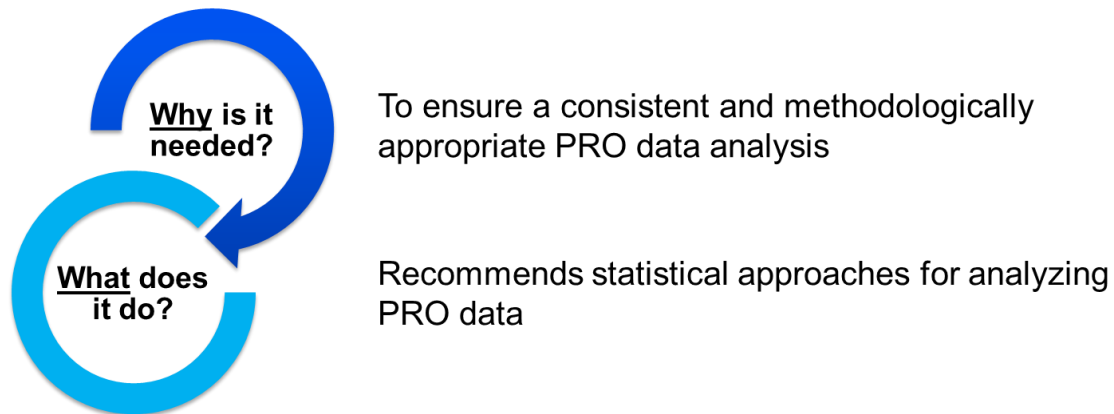 Why is it
needed?
To ensure a consistent and methodologically
appropriate PRO data analysis
What does
it do?
Recommends statistical approaches for analyzing
PRO data